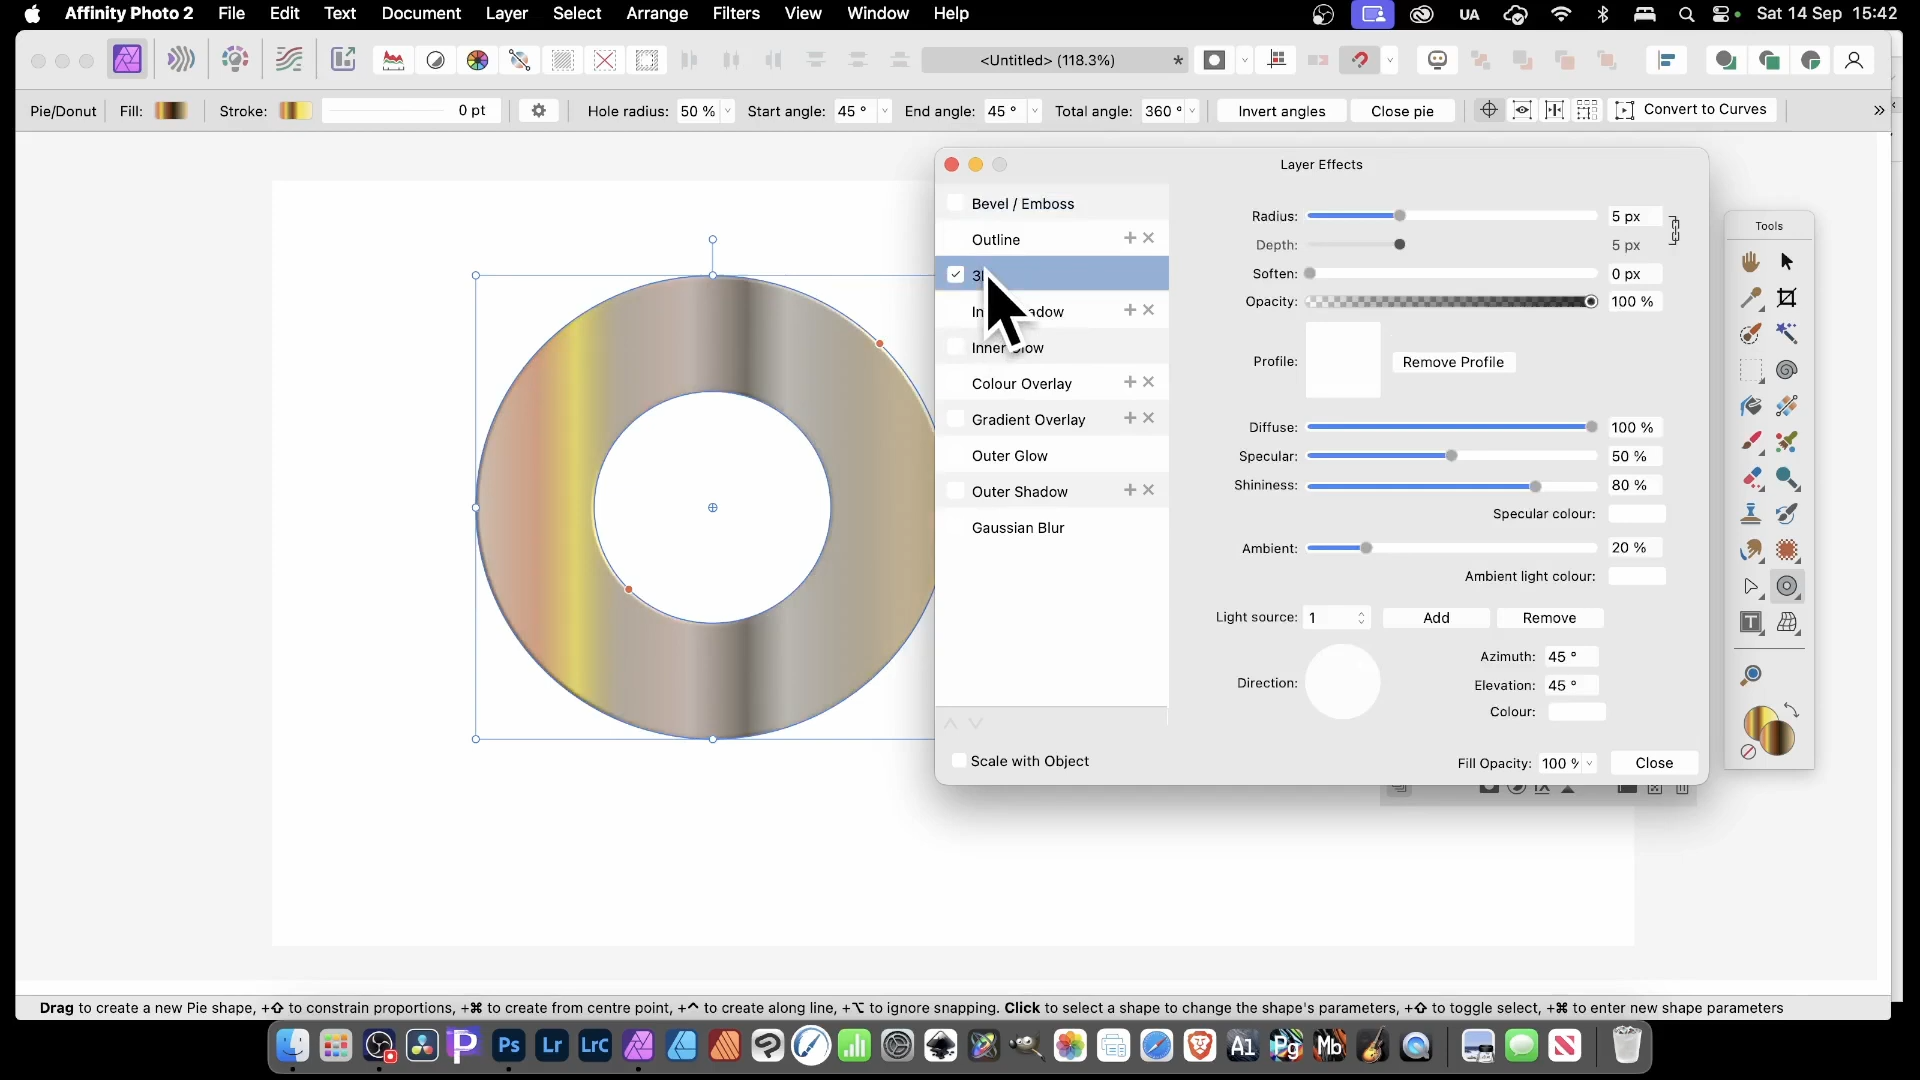 Affinity Photo 2 File Edit Text Document Layer Select Arrange Filters View Window Help UA Sat 14 Sep 15:42
<Untitled> (118.3%) *
Pie/Donut Fill: Stroke: 0 pt Hole radius: 50 % Start angle: 45 ° End angle: 45 ° Total angle: 360 ° Invert angles Close pie Convert to Curves »
Layer Effects
Bevel / Emboss
Outline
Colour Overlay
Gradient Overlay
Outer Glow
Outer Shadow
Gaussian Blur
Scale with Object
Radius: 5 px
Depth: 5 px
Soften: 0 px
Opacity: 100 %
Profile: Remove Profile
Diffuse: 100 %
Specular: 50 %
Shininess: 80 %
Specular colour:
Ambient: 20 %
Ambient light colour:
Light source: 1 Add Remove
Direction:
Azimuth: 45 °
Elevation: 45 °
Colour:
Fill Opacity: 100 % Close
Tools
Drag to create a new Pie shape, +⇧ to constrain proportions, +⌘ to create from centre point, +^ to create along line, +⌥ to ignore snapping. Click to select a shape to change the shape's parameters, +⇧ to toggle select, +⌘ to enter new shape parameters
Ps Lr LrC Pg Mb